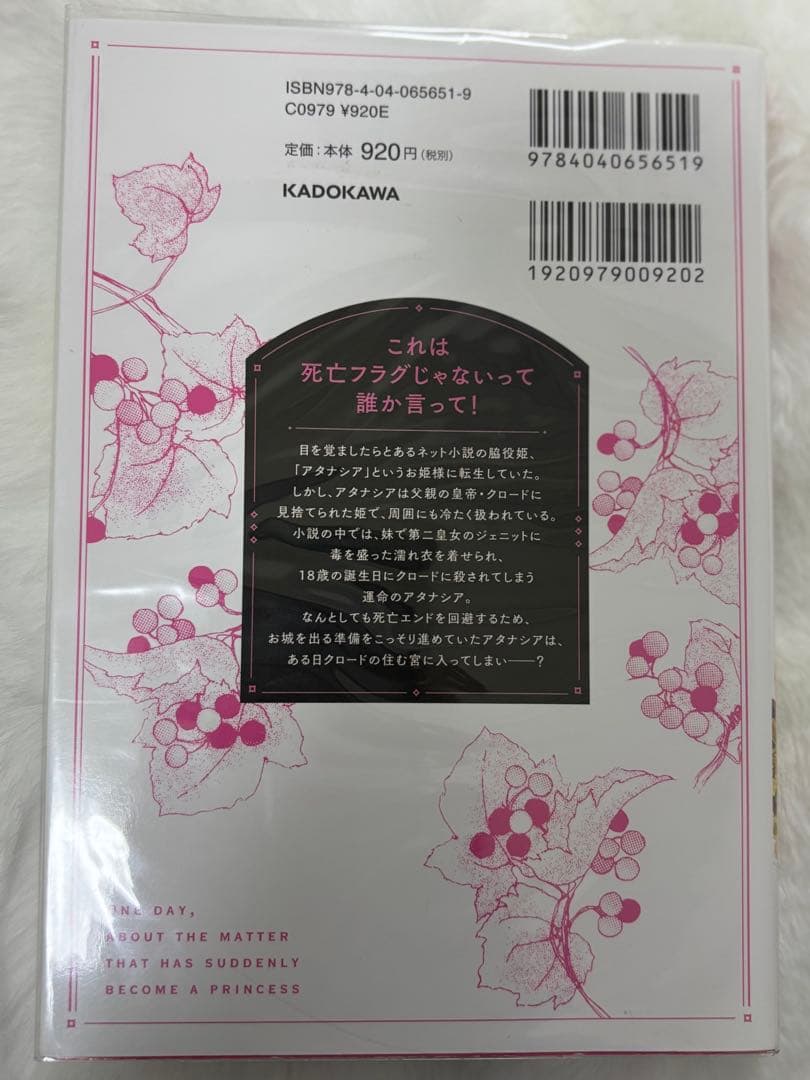 ISBN978-4-04-065651-9
C0979 ¥920E
定価：本体 920円（税別）
KADOKAWA
9784040656519
1920979009202
これは
死亡フラグじゃないって
誰か言って！
目を覚ましたらとあるネット小説の脇役姫、
「アタナシア」というお姫様に転生していた。
しかし、アタナシアは父親の皇帝・クロードに
見捨てられた姫で、周囲にも冷たく扱われている。
小説の中では、妹で第二皇女のジェニットに
毒を盛った濡れ衣を着せられ、
18歳の誕生日にクロードに殺されてしまう
運命のアタナシア。
なんとしても死亡エンドを回避するため、
お城を出る準備をこっそり進めていたアタナシアは、
ある日クロードの住む宮に入ってしまい――？
ONE DAY,
ABOUT THE MATTER
THAT HAS SUDDENLY
BECOME A PRINCESS